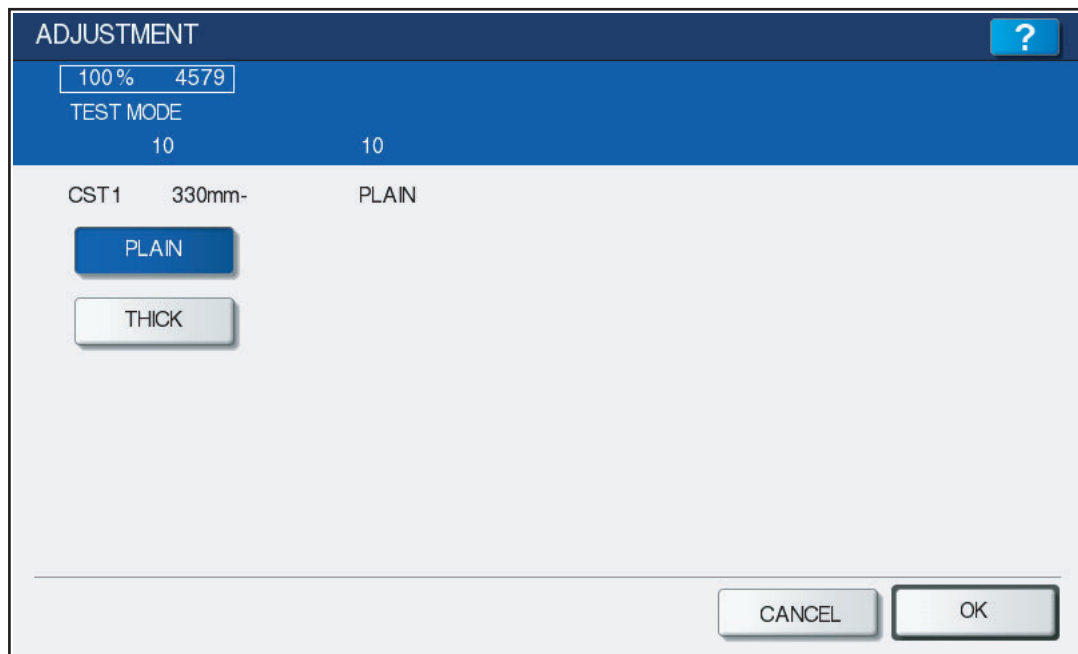 ADJUSTMENT ?
100% 4579
TEST MODE
10 10
CST1 330mm- PLAIN
PLAIN
THICK
CANCEL OK